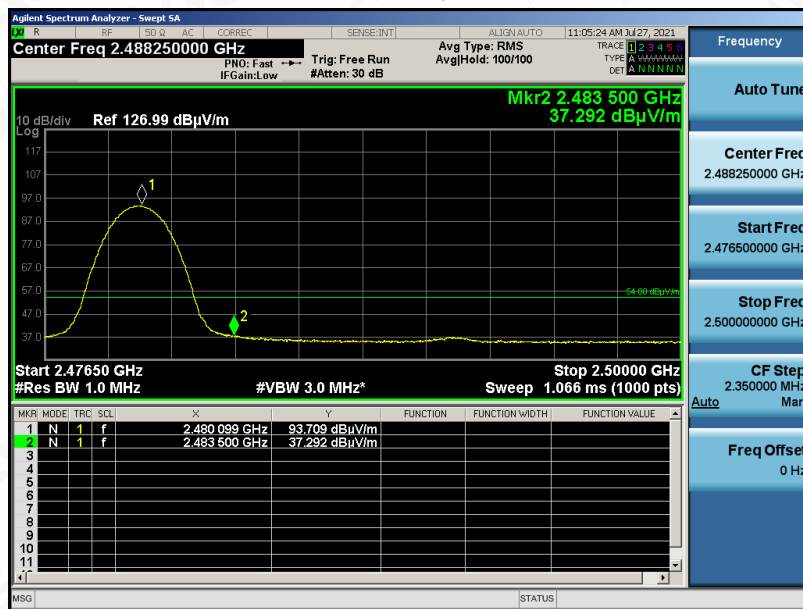 Agilent Spectrum Analyzer - Swept SA
LXI R RF 50 Ω AC CORREC SENSE:INT ALIGN AUTO 11:05:24 AM Jul 27, 2021
Center Freq 2.488250000 GHz
Avg Type: RMS
TRACE 1 2 3 4 5 6
PNO: Fast Trig: Free Run
Avg|Hold: 100/100
TYPE A WWWWW
IFGain:Low #Atten: 30 dB
DET A N N N N N
Mkr2 2.483 500 GHz
37.292 dBµV/m
10 dB/div Ref 126.99 dBµV/m
Log
117
107
97.0
87.0
77.0
67.0
57.0
47.0
37.0
1
2
54.00 dBµV/m
Start 2.47650 GHz Stop 2.50000 GHz
#Res BW 1.0 MHz #VBW 3.0 MHz* Sweep 1.066 ms (1000 pts)
MKR MODE TRC SCL X Y FUNCTION FUNCTION WIDTH FUNCTION VALUE
1 N 1 f 2.480 099 GHz 93.709 dBµV/m
2 N 1 f 2.483 500 GHz 37.292 dBµV/m
3
4
5
6
7
8
9
10
11
MSG STATUS
Frequency
Auto Tune
Center Freq
2.488250000 GHz
Start Freq
2.476500000 GHz
Stop Freq
2.500000000 GHz
CF Step
2.350000 MHz
Auto Man
Freq Offset
0 Hz